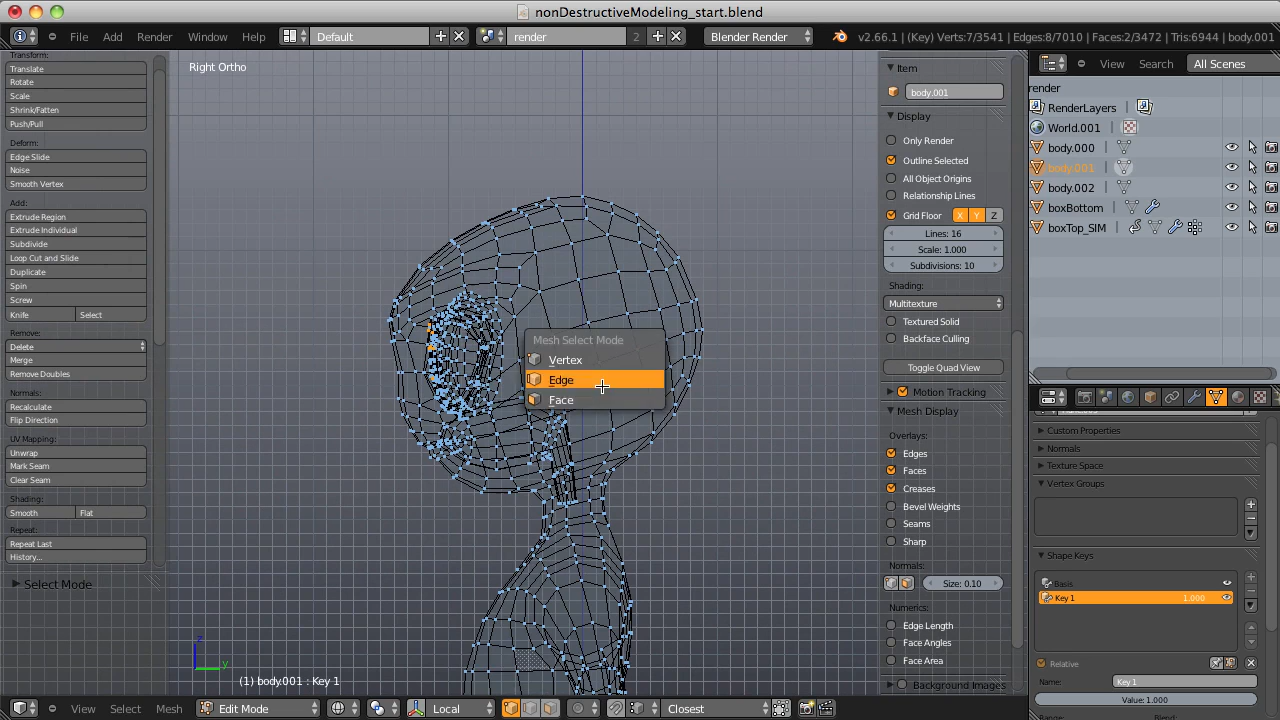 nonDestructiveModeling_start.blend
File Add Render Window Help Default render 2 Blender Render v2.66.1 | (Key) Verts:7/3541 | Edges:8/7010 | Faces:2/3472 | Tris:6944 | body.001
Transform:
Translate
Rotate
Scale
Shrink/Fatten
Push/Pull
Deform:
Edge Slide
Noise
Smooth Vertex
Add:
Extrude Region
Extrude Individual
Subdivide
Loop Cut and Slide
Duplicate
Spin
Screw
Knife Select
Remove:
Delete
Merge
Remove Doubles
Normals:
Recalculate
Flip Direction
UV Mapping:
Unwrap
Mark Seam
Clear Seam
Shading:
Smooth Flat
Repeat:
Repeat Last
History...
Select Mode
Right Ortho
Mesh Select Mode
Vertex
Edge
Face
z
y
(1) body.001 : Key 1
View Select Mesh Edit Mode Local Closest
Item
body.001
Display
Only Render
Outline Selected
All Object Origins
Relationship Lines
Grid Floor X Y Z
Lines: 16
Scale: 1.000
Subdivisions: 10
Shading:
Multitexture
Textured Solid
Backface Culling
Toggle Quad View
Motion Tracking
Mesh Display
Overlays:
Edges
Faces
Creases
Bevel Weights
Seams
Sharp
Normals:
Size: 0.10
Numerics:
Edge Length
Face Angles
Face Area
Background Images
View Search All Scenes
render
RenderLayers
World.001
body.000
body.001
body.002
boxBottom
boxTop_SIM
Custom Properties
Normals
Texture Space
Vertex Groups
Shape Keys
Basis
Key 1 1.000
Relative
Name: Key 1
Value: 1.000
Range: Blend: